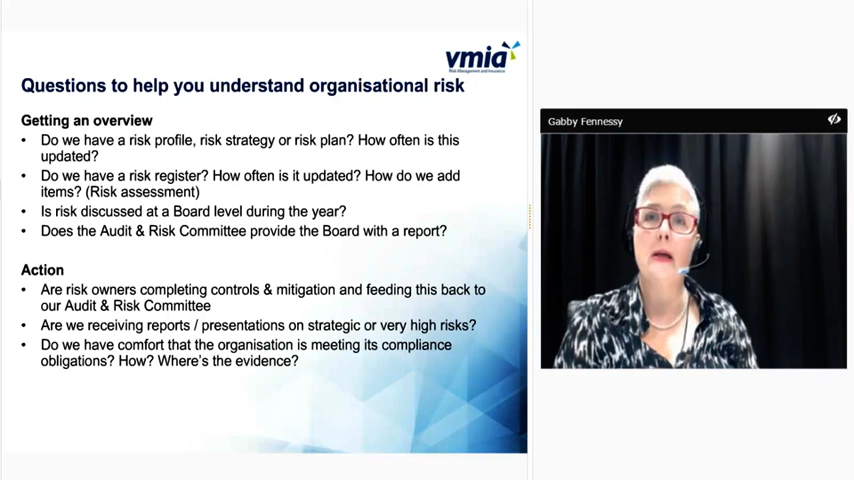 vmia
Risk Management and Insurance
Questions to help you understand organisational risk
Getting an overview
• Do we have a risk profile, risk strategy or risk plan? How often is this
updated?
• Do we have a risk register? How often is it updated? How do we add
items? (Risk assessment)
• Is risk discussed at a Board level during the year?
• Does the Audit & Risk Committee provide the Board with a report?
Action
• Are risk owners completing controls & mitigation and feeding this back to
our Audit & Risk Committee
• Are we receiving reports / presentations on strategic or very high risks?
• Do we have comfort that the organisation is meeting its compliance
obligations? How? Where's the evidence?
Gabby Fennessy